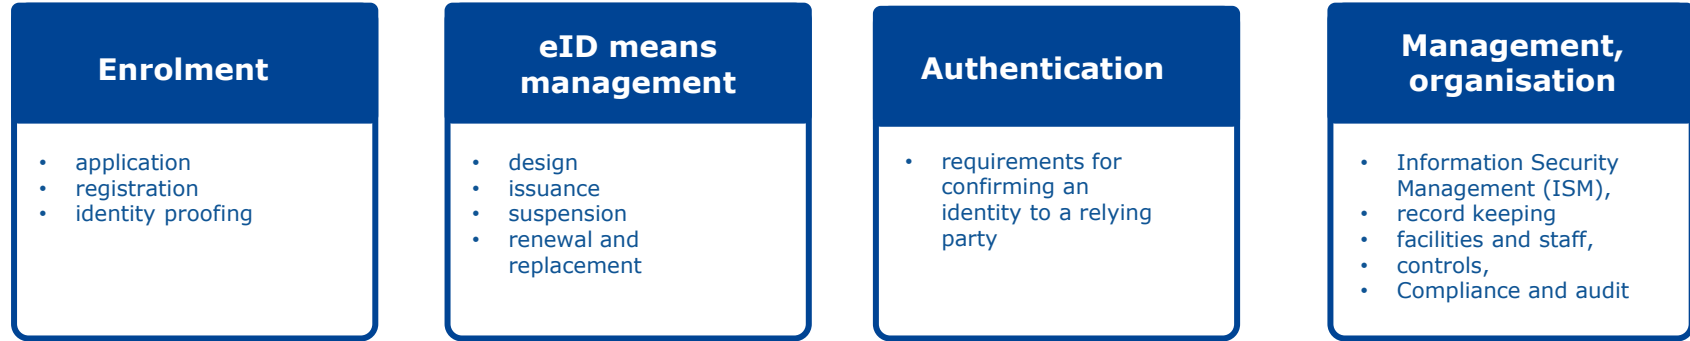 Enrolment
• application
• registration
• identity proofing
eID means
management
• design
• issuance
• suspension
• renewal and
replacement
Authentication
• requirements for
confirming an
identity to a relying
party
Management,
organisation
• Information Security
Management (ISM),
• record keeping
• facilities and staff,
• controls,
• Compliance and audit